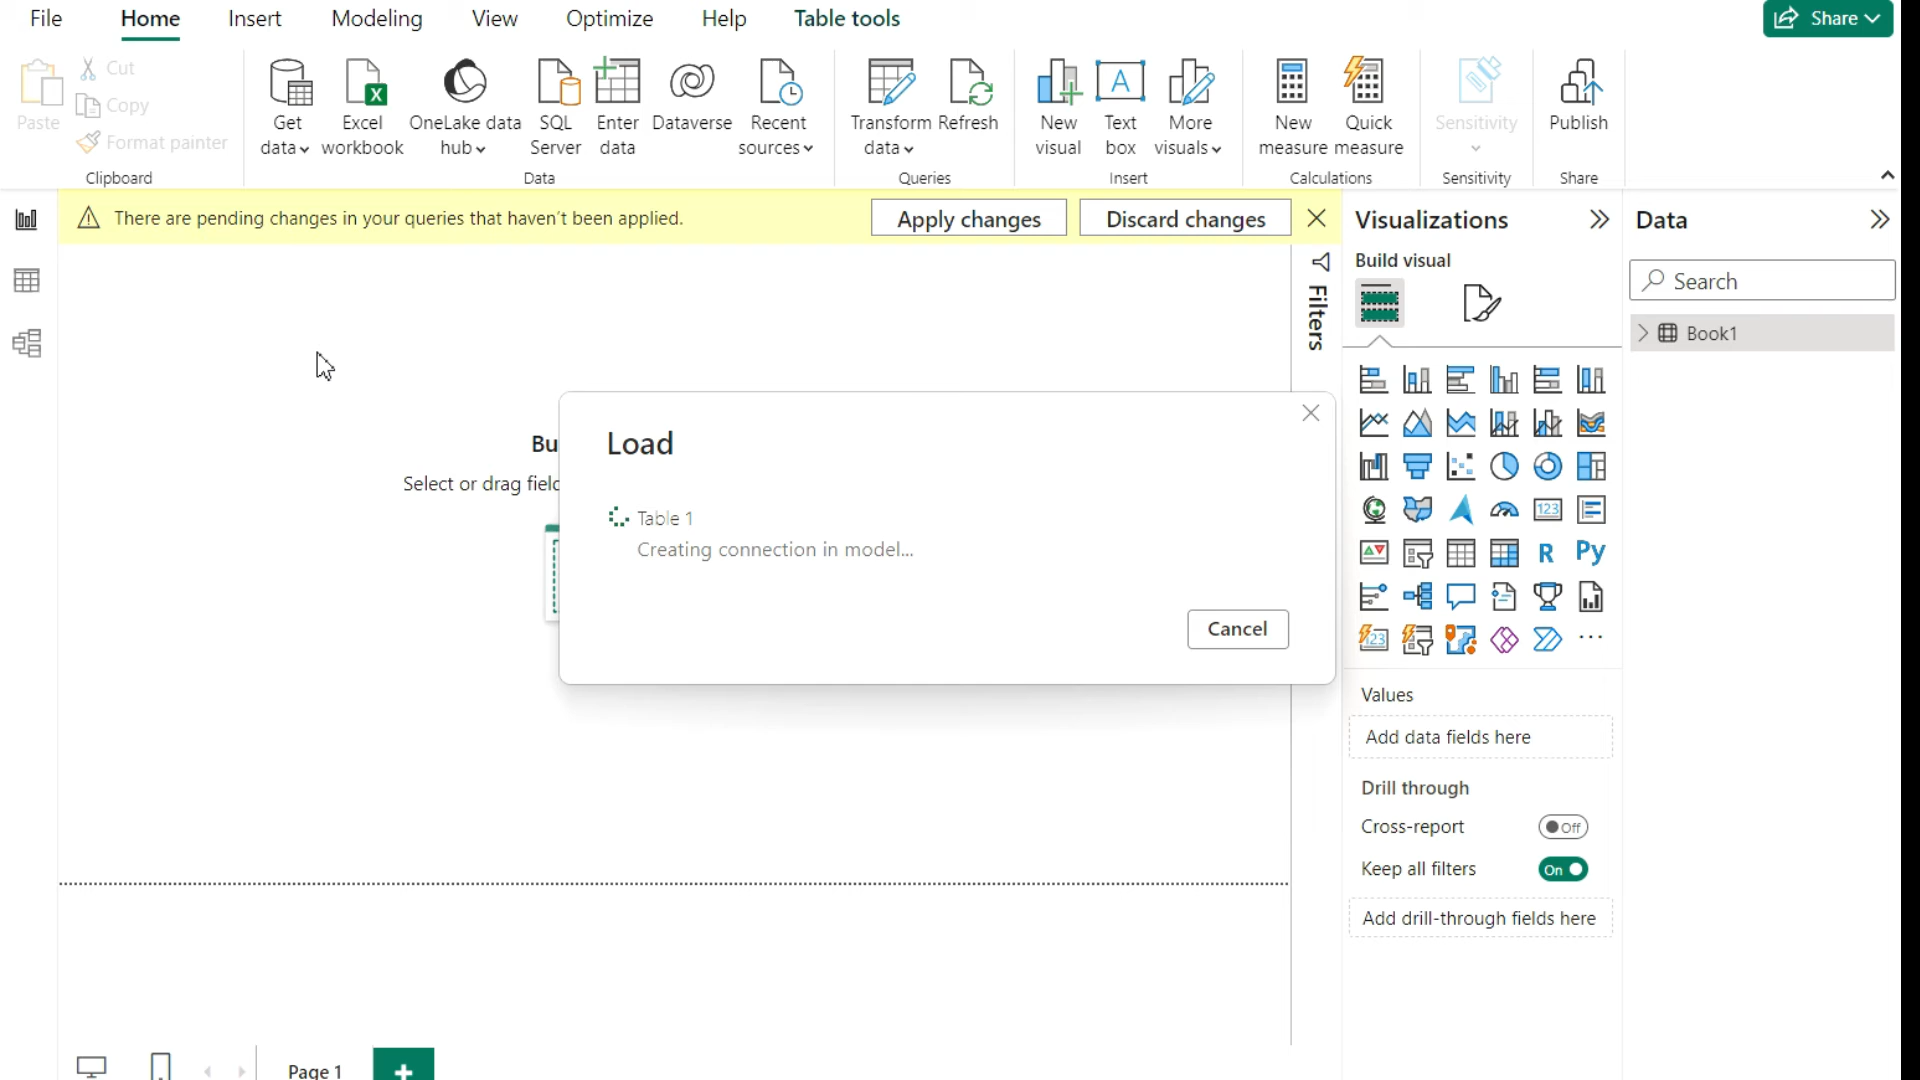 File Home Insert Modeling View Optimize Help Table tools Share
Paste
Cut
Copy
Format painter
Clipboard
Get data
Excel workbook
OneLake data hub
SQL Server
Enter data
Dataverse
Recent sources
Data
Transform data
Refresh
Queries
New visual
A
Text box
More visuals
Insert
New measure
Quick measure
Calculations
Sensitivity
Sensitivity
Publish
Share
There are pending changes in your queries that haven't been applied.
Apply changes
Discard changes
Filters
Bu
Select or drag field
Load
Table 1
Creating connection in model...
Cancel
Visualizations
Build visual
123
R
Py
123
Values
Add data fields here
Drill through
Cross-report
Off
Keep all filters
On
Add drill-through fields here
Data
Search
Book1
Page 1